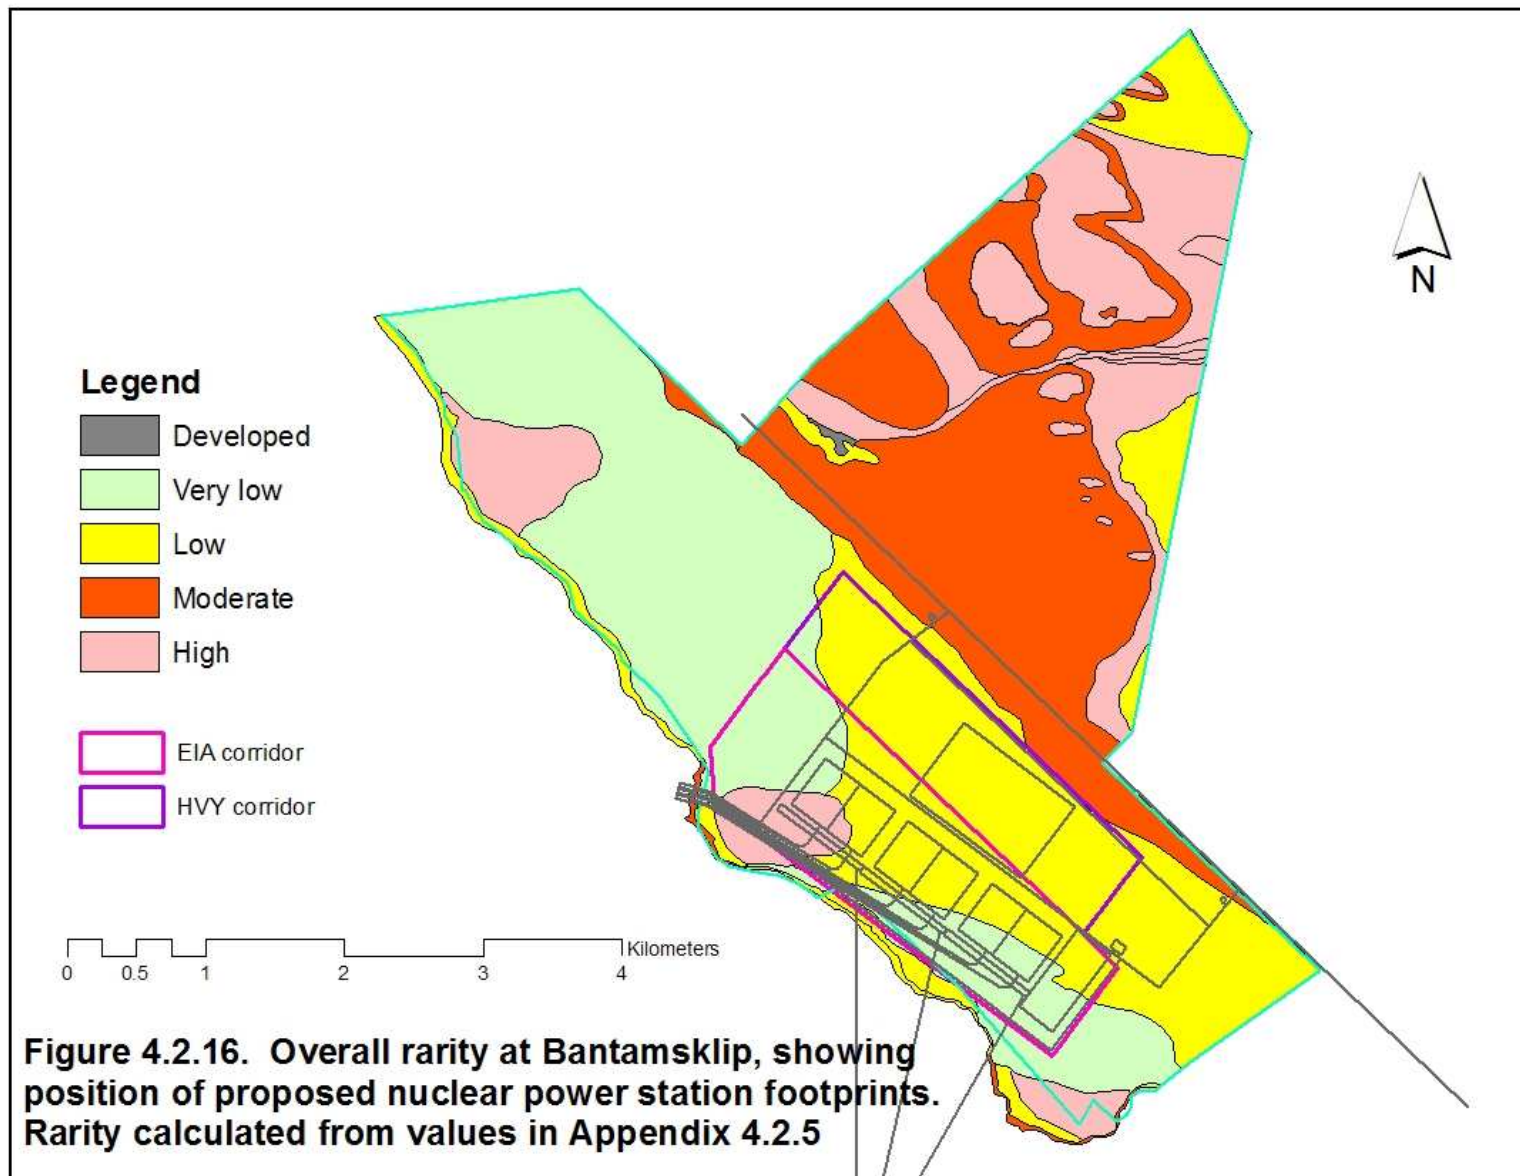 N
Legend
Developed
Very low
Low
Moderate
High
EIA corridor
HVY corridor
Kilometers
0 0.5 1 2 3 4
Figure 4.2.16. Overall rarity at Bantamsklip, showing
position of proposed nuclear power station footprints.
Rarity calculated from values in Appendix 4.2.5